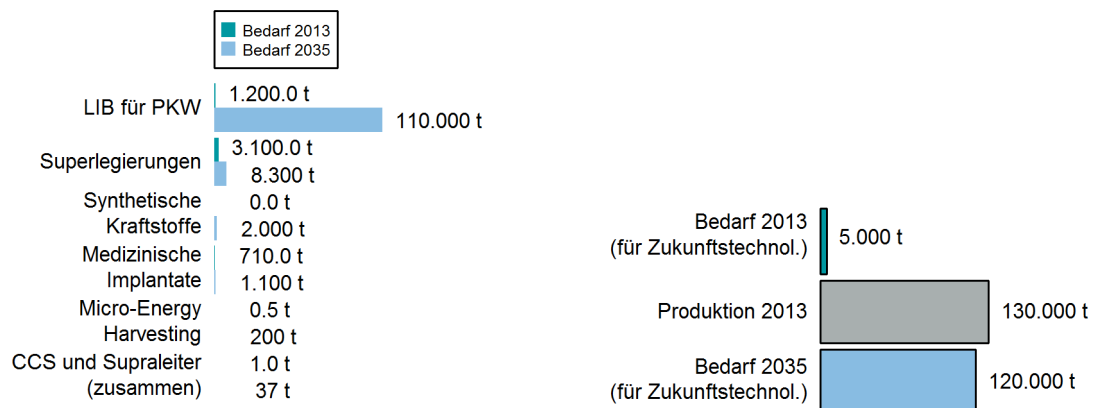 Bedarf 2013
Bedarf 2035
LIB für PKW
1.200.0 t
110.000 t
Superlegierungen
3.100.0 t
8.300 t
Synthetische
Kraftstoffe
0.0 t
2.000 t
Medizinische
Implantate
710.0 t
1.100 t
Micro-Energy
Harvesting
0.5 t
200 t
CCS und Supraleiter
(zusammen)
1.0 t
37 t
Bedarf 2013
(für Zukunftstechnol.)
5.000 t
Produktion 2013
130.000 t
Bedarf 2035
(für Zukunftstechnol.)
120.000 t